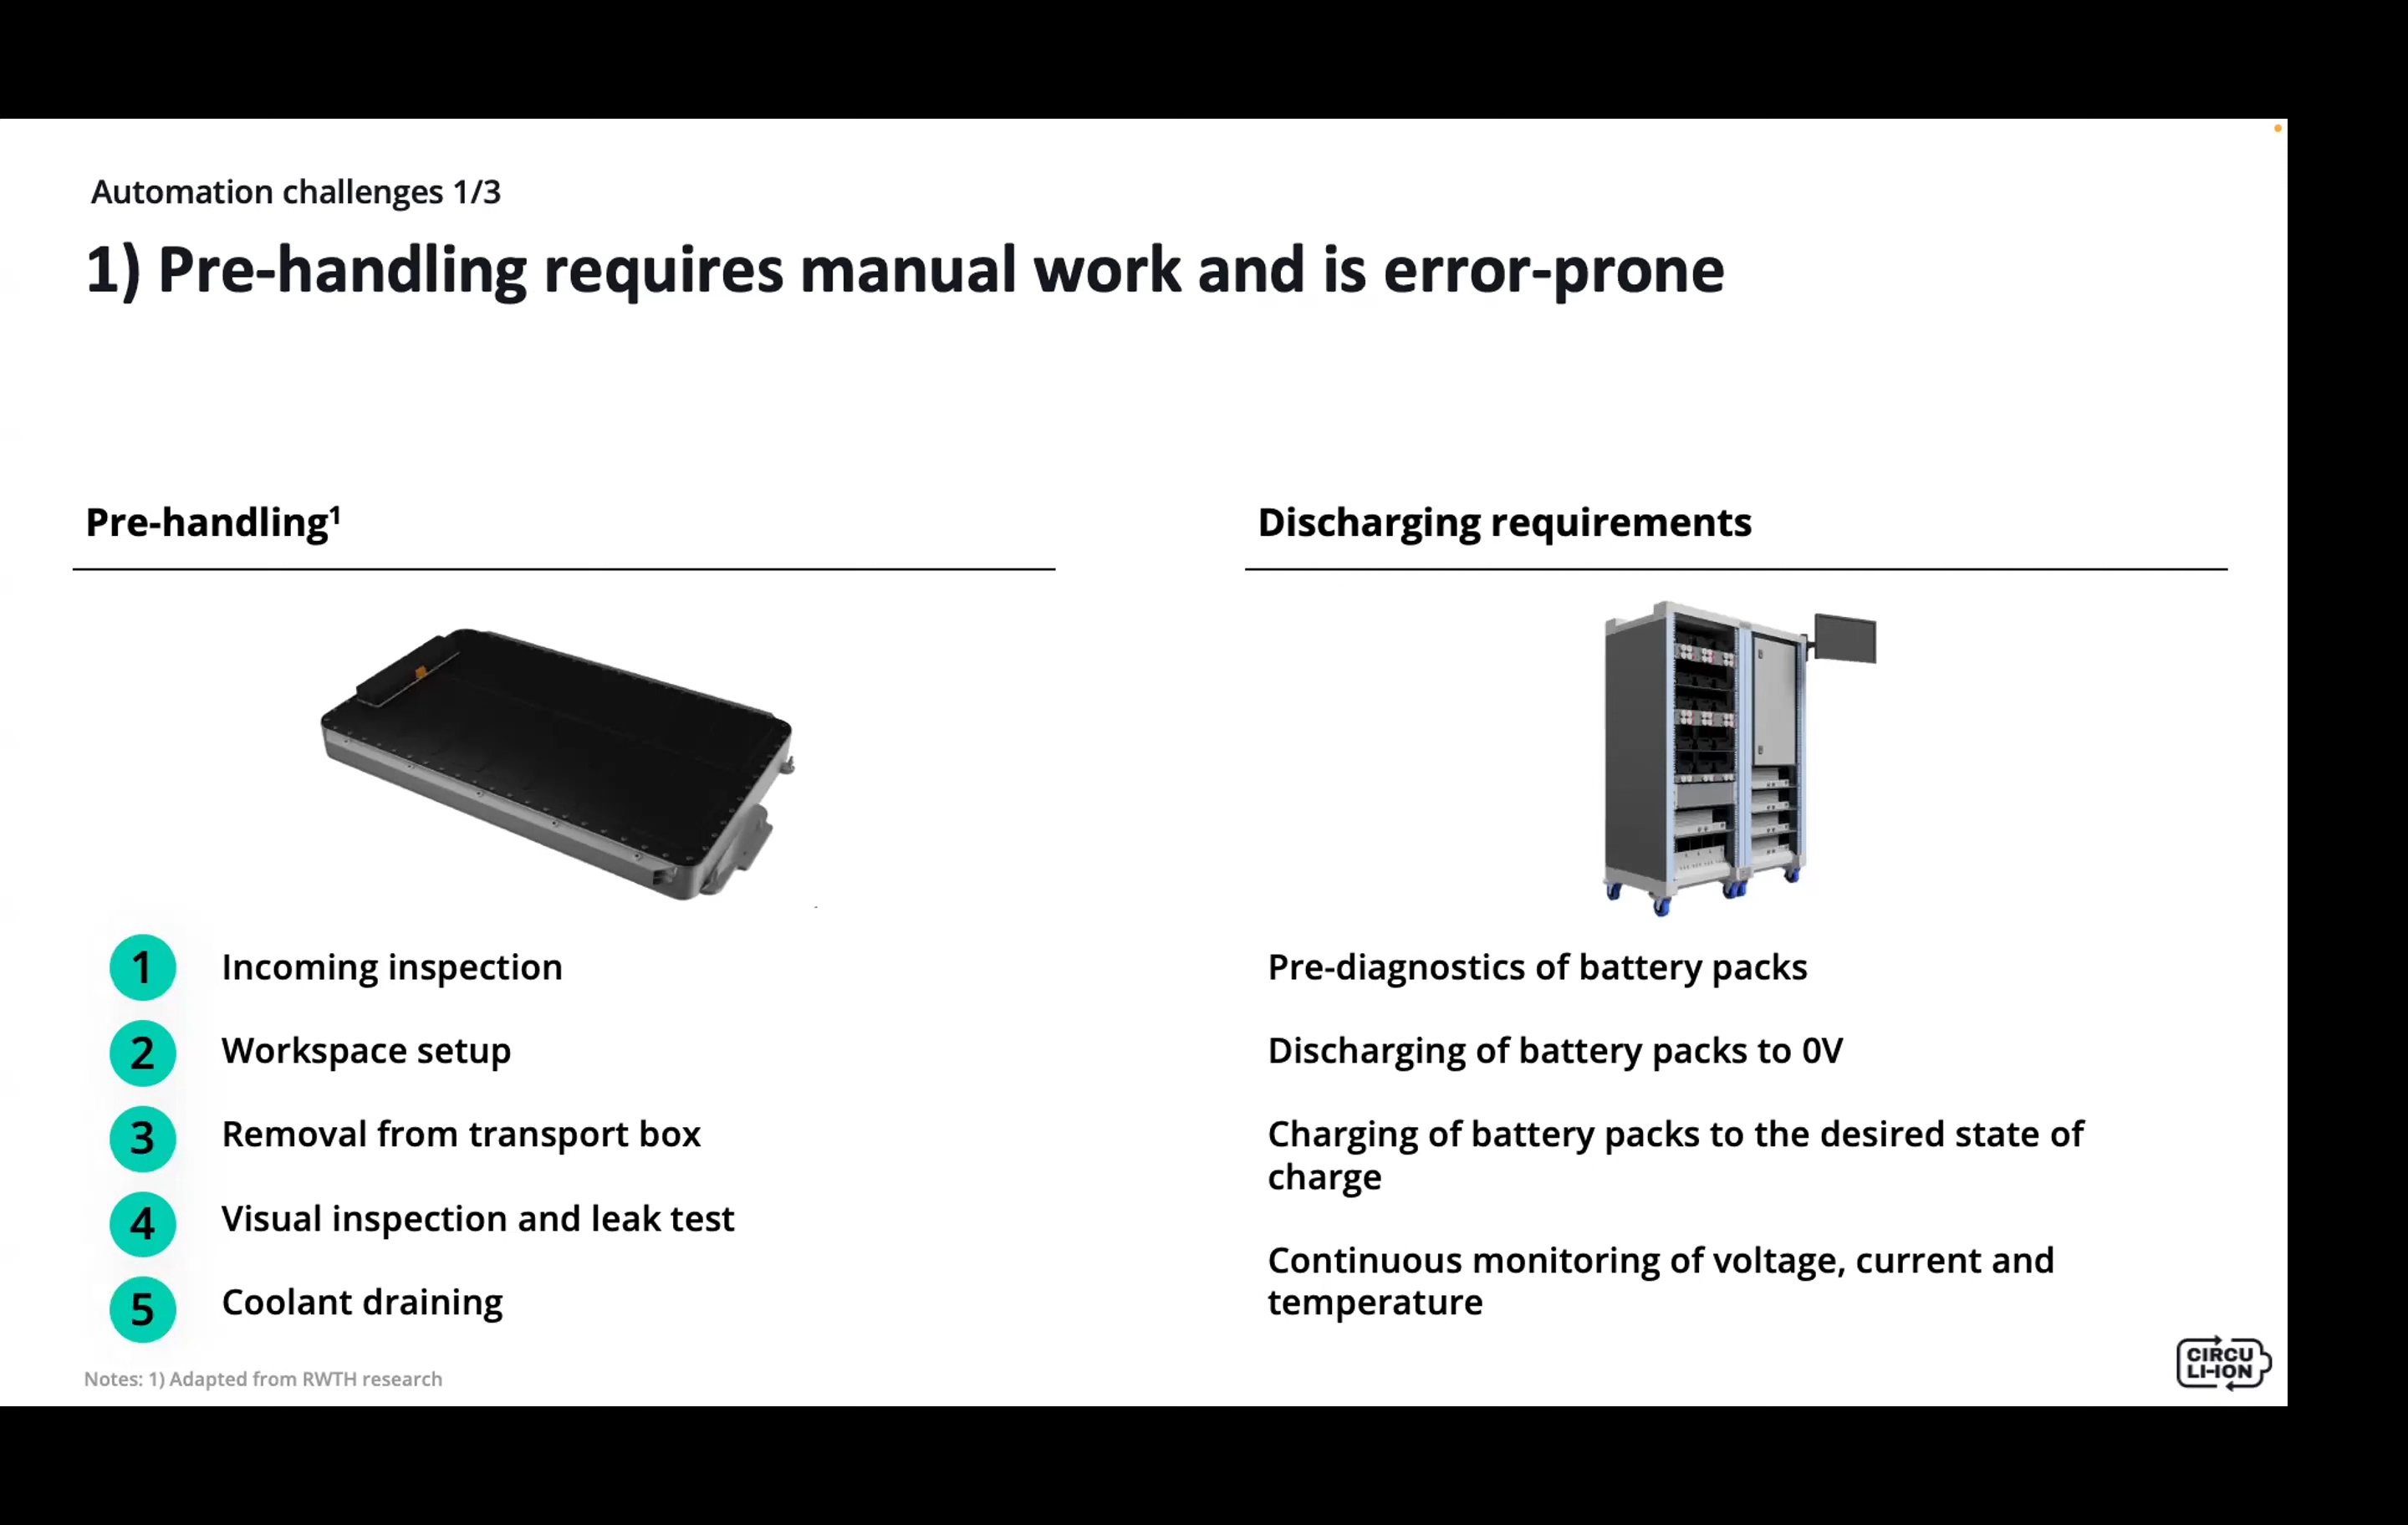 Automation challenges 1/3
1) Pre-handling requires manual work and is error-prone
Pre-handling¹
1 Incoming inspection
2 Workspace setup
3 Removal from transport box
4 Visual inspection and leak test
5 Coolant draining
Discharging requirements
Pre-diagnostics of battery packs
Discharging of battery packs to 0V
Charging of battery packs to the desired state of
charge
Continuous monitoring of voltage, current and
temperature
Notes: 1) Adapted from RWTH research
CIRCU
LI-ION